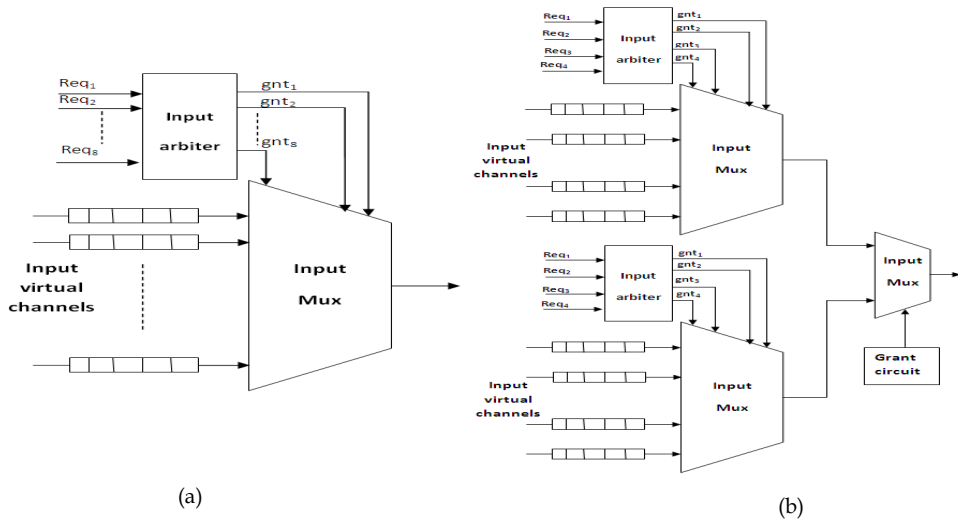 Req1
Req2
Req8
Input
arbiter
gnt1
gnt2
gnt8
Input
virtual
channels
Input
Mux
(a)
Req1
Req2
Req3
Req4
Input
arbiter
gnt1
gnt2
gnt3
gnt4
Input
virtual
channels
Input
Mux
Req1
Req2
Req3
Req4
Input
arbiter
gnt1
gnt2
gnt3
gnt4
Input
virtual
channels
Input
Mux
Input
Mux
Grant
circuit
(b)